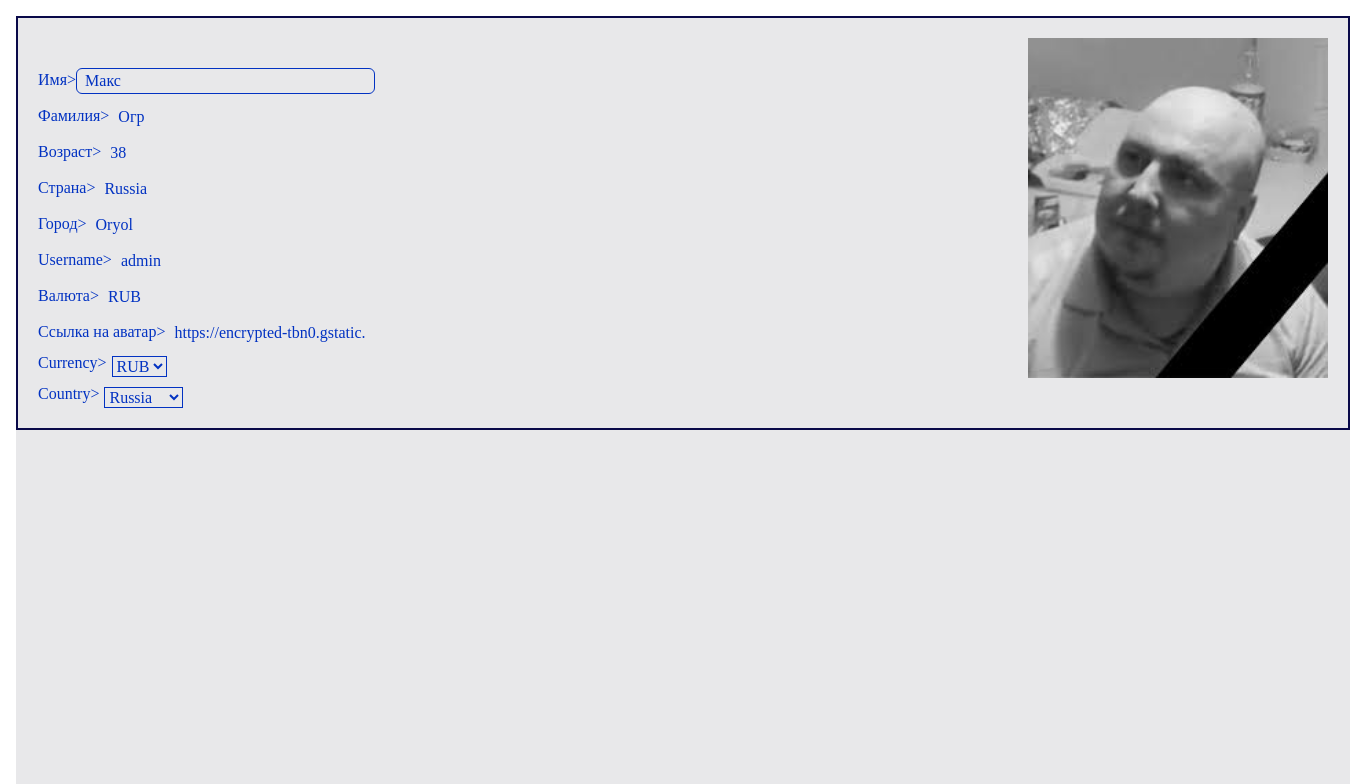 Имя> Макс
Фамилия> Огр
Возраст> 38
Страна> Russia
Город> Oryol
Username> admin
Валюта> RUB
Ссылка на аватар> https://encrypted-tbn0.gstatic.
Currency> RUB
Country> Russia